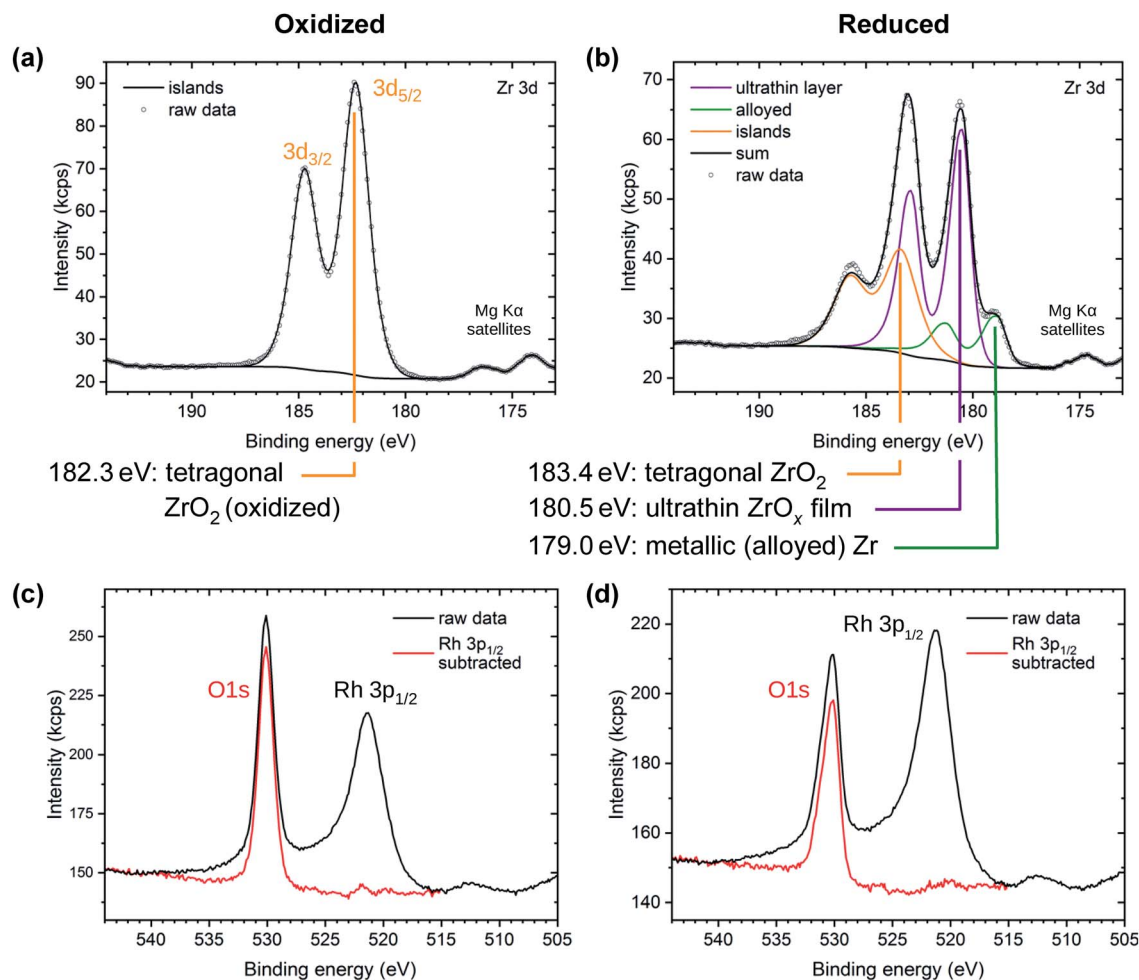 Oxidized
Reduced
(a)
islands
raw data
Zr 3d
3d5/2
3d3/2
Mg Kα
satellites
90
80
70
60
50
40
30
20
Intensity (kcps)
190 185 180 175
Binding energy (eV)
182.3 eV: tetragonal
ZrO2 (oxidized)
(b)
ultrathin layer
alloyed
islands
sum
raw data
Zr 3d
Mg Kα
satellites
70
60
50
40
30
20
Intensity (kcps)
190 185 180 175
Binding energy (eV)
183.4 eV: tetragonal ZrO2
180.5 eV: ultrathin ZrOx film
179.0 eV: metallic (alloyed) Zr
(c)
raw data
Rh 3p1/2
subtracted
O1s
Rh 3p1/2
250
225
200
175
150
Intensity (kcps)
540 535 530 525 520 515 510 505
Binding energy (eV)
(d)
raw data
Rh 3p1/2
subtracted
Rh 3p1/2
O1s
220
200
180
160
140
Intensity (kcps)
540 535 530 525 520 515 510 505
Binding energy (eV)